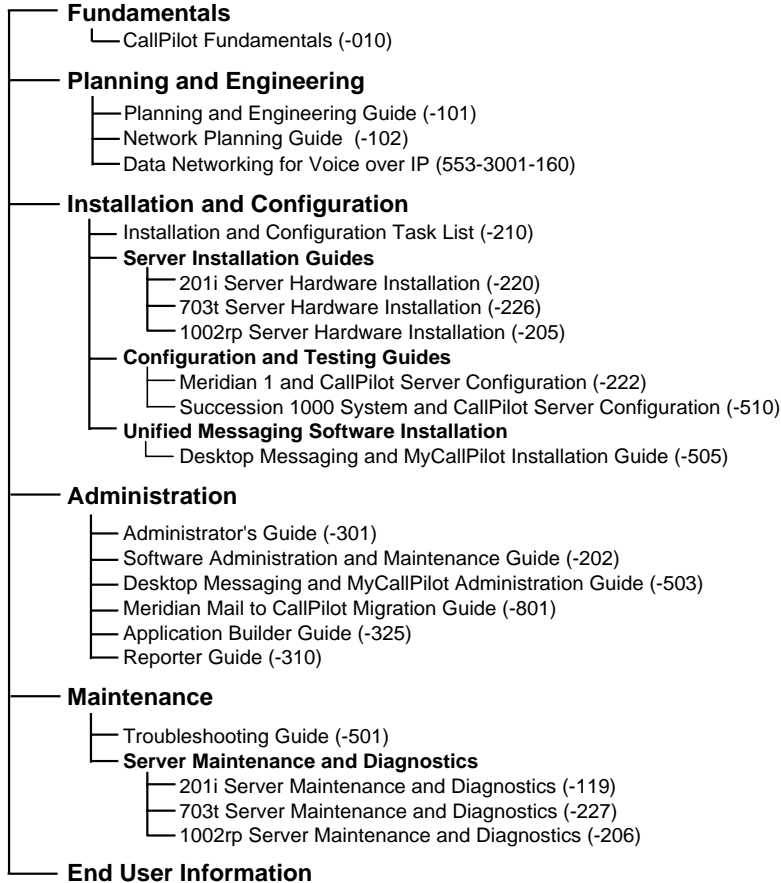 Fundamentals
CallPilot Fundamentals (-010)
Planning and Engineering
Planning and Engineering Guide (-101)
Network Planning Guide (-102)
Data Networking for Voice over IP (553-3001-160)
Installation and Configuration
Installation and Configuration Task List (-210)
Server Installation Guides
201i Server Hardware Installation (-220)
703t Server Hardware Installation (-226)
1002rp Server Hardware Installation (-205)
Configuration and Testing Guides
Meridian 1 and CallPilot Server Configuration (-222)
Succession 1000 System and CallPilot Server Configuration (-510)
Unified Messaging Software Installation
Desktop Messaging and MyCallPilot Installation Guide (-505)
Administration
Administrator's Guide (-301)
Software Administration and Maintenance Guide (-202)
Desktop Messaging and MyCallPilot Administration Guide (-503)
Meridian Mail to CallPilot Migration Guide (-801)
Application Builder Guide (-325)
Reporter Guide (-310)
Maintenance
Troubleshooting Guide (-501)
Server Maintenance and Diagnostics
201i Server Maintenance and Diagnostics (-119)
703t Server Maintenance and Diagnostics (-227)
1002rp Server Maintenance and Diagnostics (-206)
End User Information